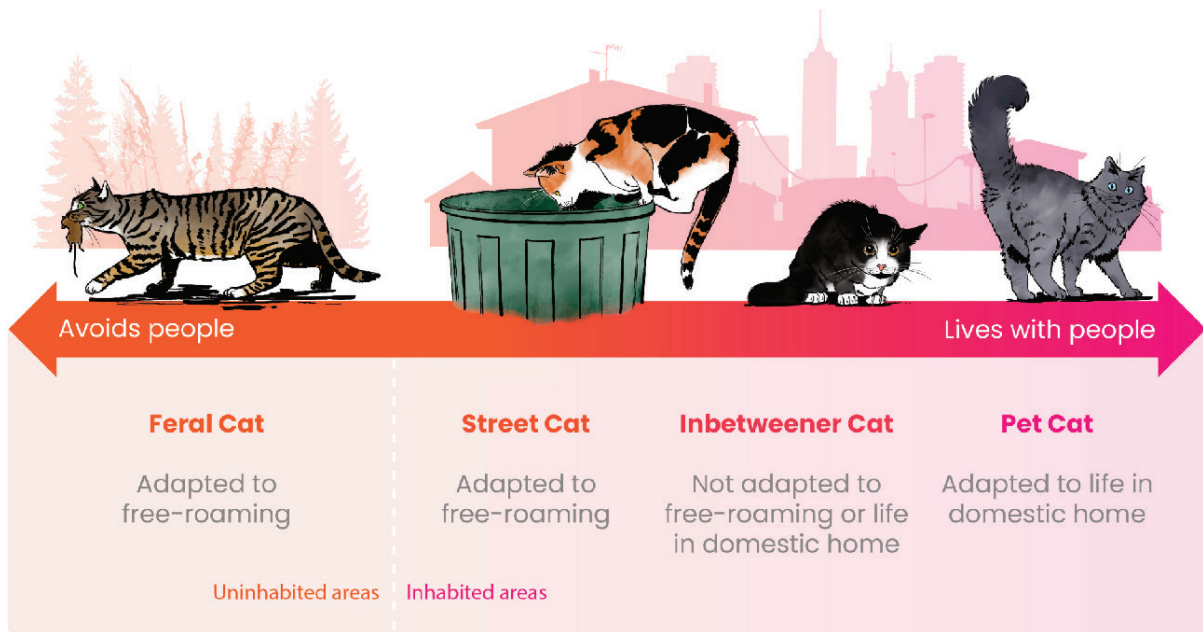 Avoids people
Lives with people
Feral Cat
Adapted to
free-roaming
Street Cat
Adapted to
free-roaming
Inbetweener Cat
Not adapted to
free-roaming or life
in domestic home
Pet Cat
Adapted to life in
domestic home
Uninhabited areas
Inhabited areas